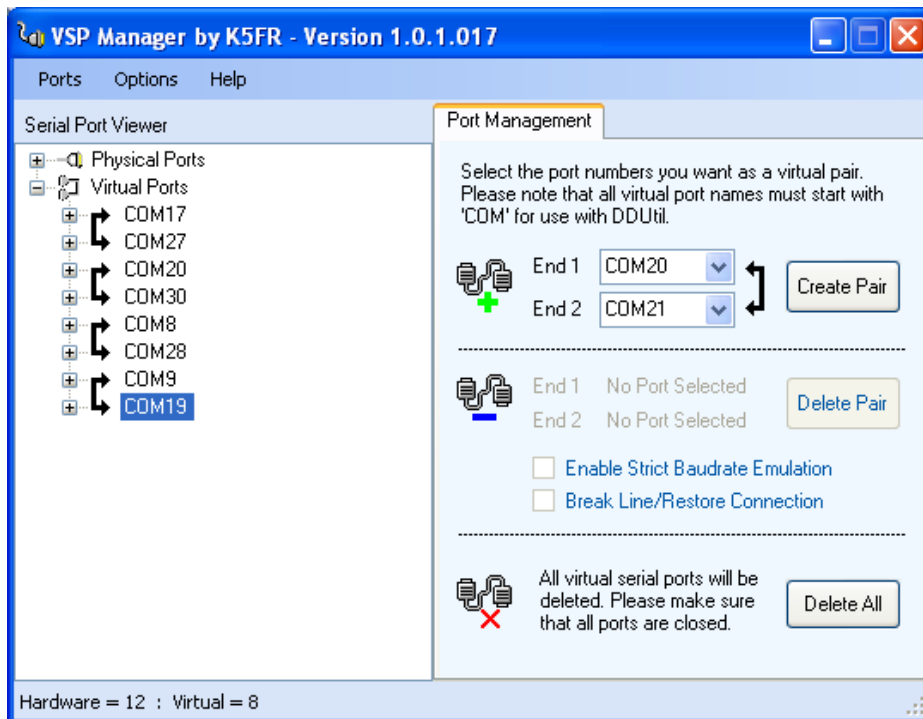 VSP Manager by K5FR - Version 1.0.1.017
Ports Options Help
Serial Port Viewer
Physical Ports
Virtual Ports
COM17
COM27
COM20
COM30
COM8
COM28
COM9
COM19
Port Management
Select the port numbers you want as a virtual pair.
Please note that all virtual port names must start with
'COM' for use with DDUtil.
End 1 COM20
End 2 COM21
Create Pair
End 1 No Port Selected
End 2 No Port Selected
Delete Pair
Enable Strict Baudrate Emulation
Break Line/Restore Connection
All virtual serial ports will be
deleted. Please make sure
that all ports are closed.
Delete All
Hardware = 12 : Virtual = 8